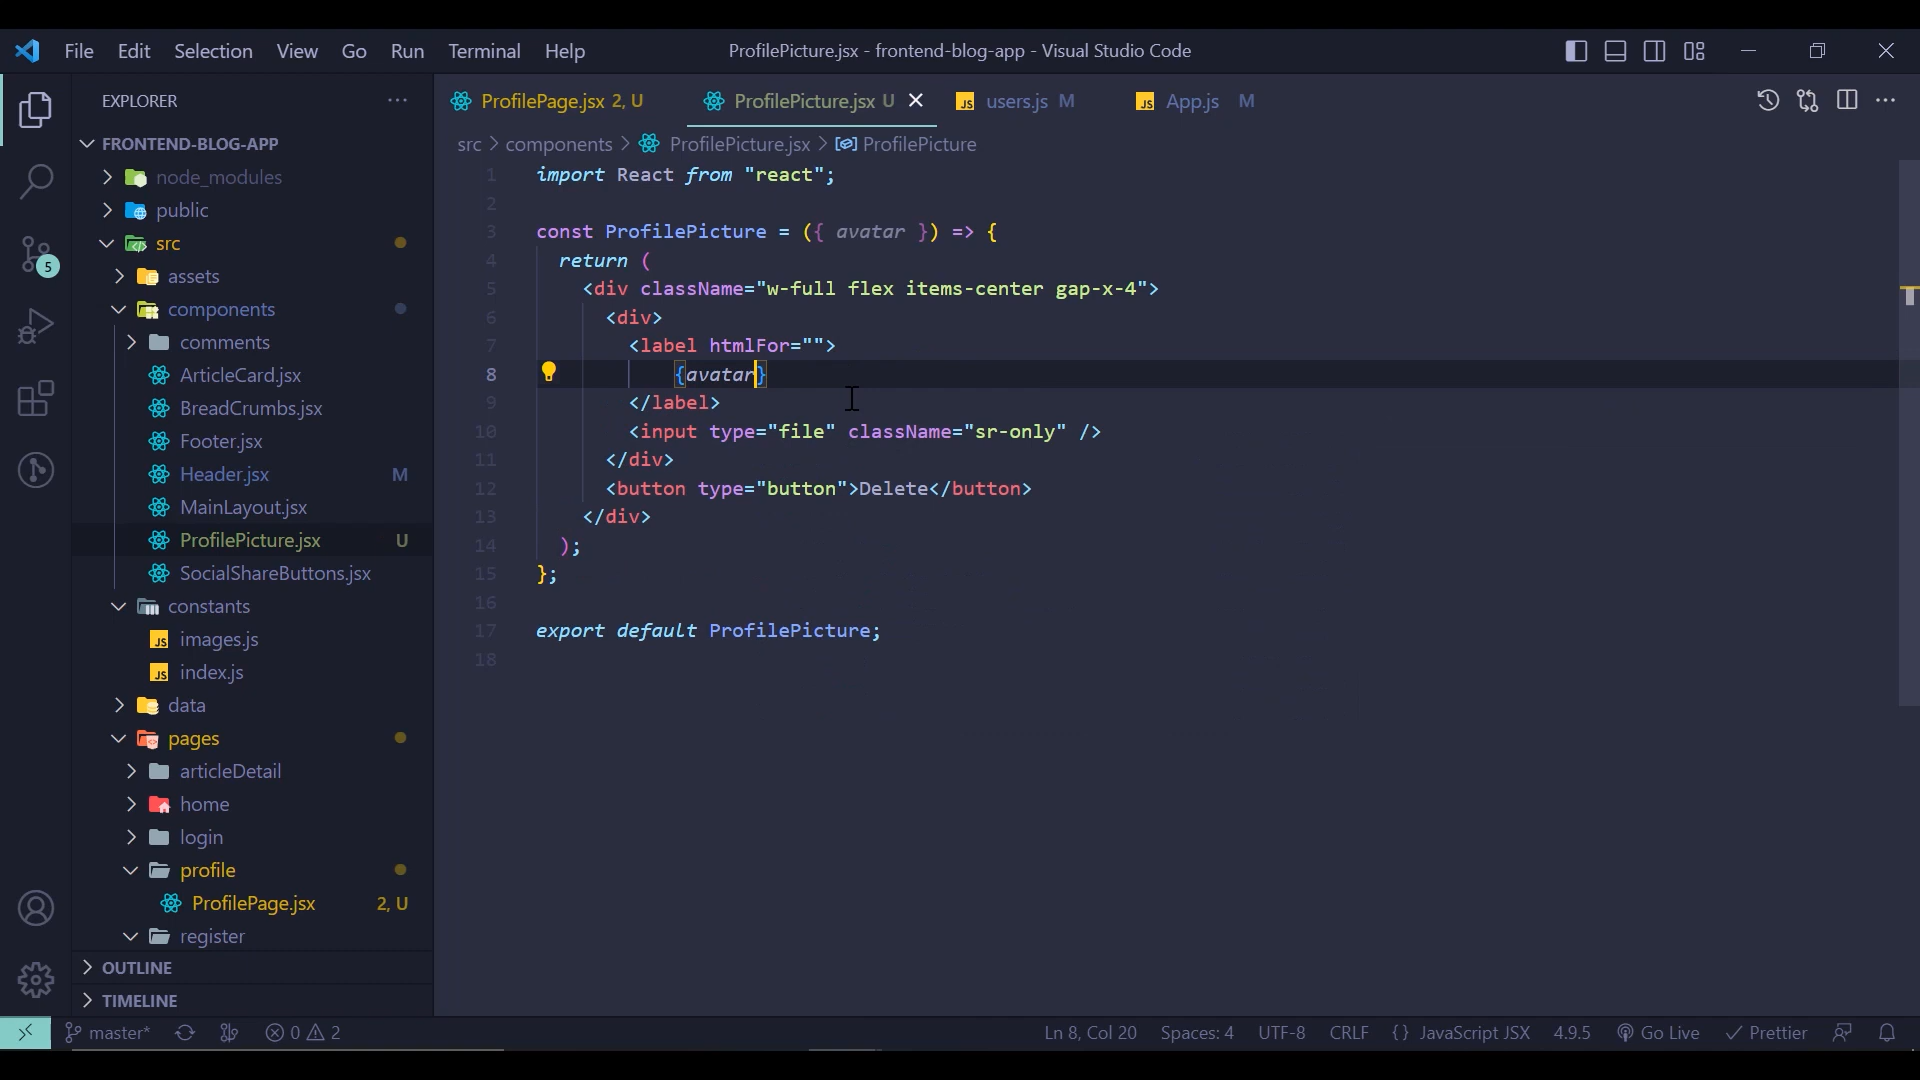 File Edit Selection View Go Run Terminal Help
ProfilePicture.jsx - frontend-blog-app - Visual Studio Code
EXPLORER
FRONTEND-BLOG-APP
node_modules
public
src
assets
components
comments
ArticleCard.jsx
BreadCrumbs.jsx
Footer.jsx
Header.jsx M
MainLayout.jsx
ProfilePicture.jsx U
SocialShareButtons.jsx
constants
JS images.js
JS index.js
data
pages
articleDetail
home
login
profile
ProfilePage.jsx 2, U
register
OUTLINE
TIMELINE
5
ProfilePage.jsx 2, U ProfilePicture.jsx U JS users.js M JS App.js M
src > components > ProfilePicture.jsx > ProfilePicture
1 import React from "react";
2
3 const ProfilePicture = ({ avatar }) => {
4 return (
5 <div className="w-full flex items-center gap-x-4">
6 <div>
7 <label htmlFor="">
8 {avatar}
9 </label>
10 <input type="file" className="sr-only" />
11 </div>
12 <button type="button">Delete</button>
13 </div>
14 );
15 };
16
17 export default ProfilePicture;
18
master* 0 2 Ln 8, Col 20 Spaces: 4 UTF-8 CRLF { } JavaScript JSX 4.9.5 Go Live Prettier